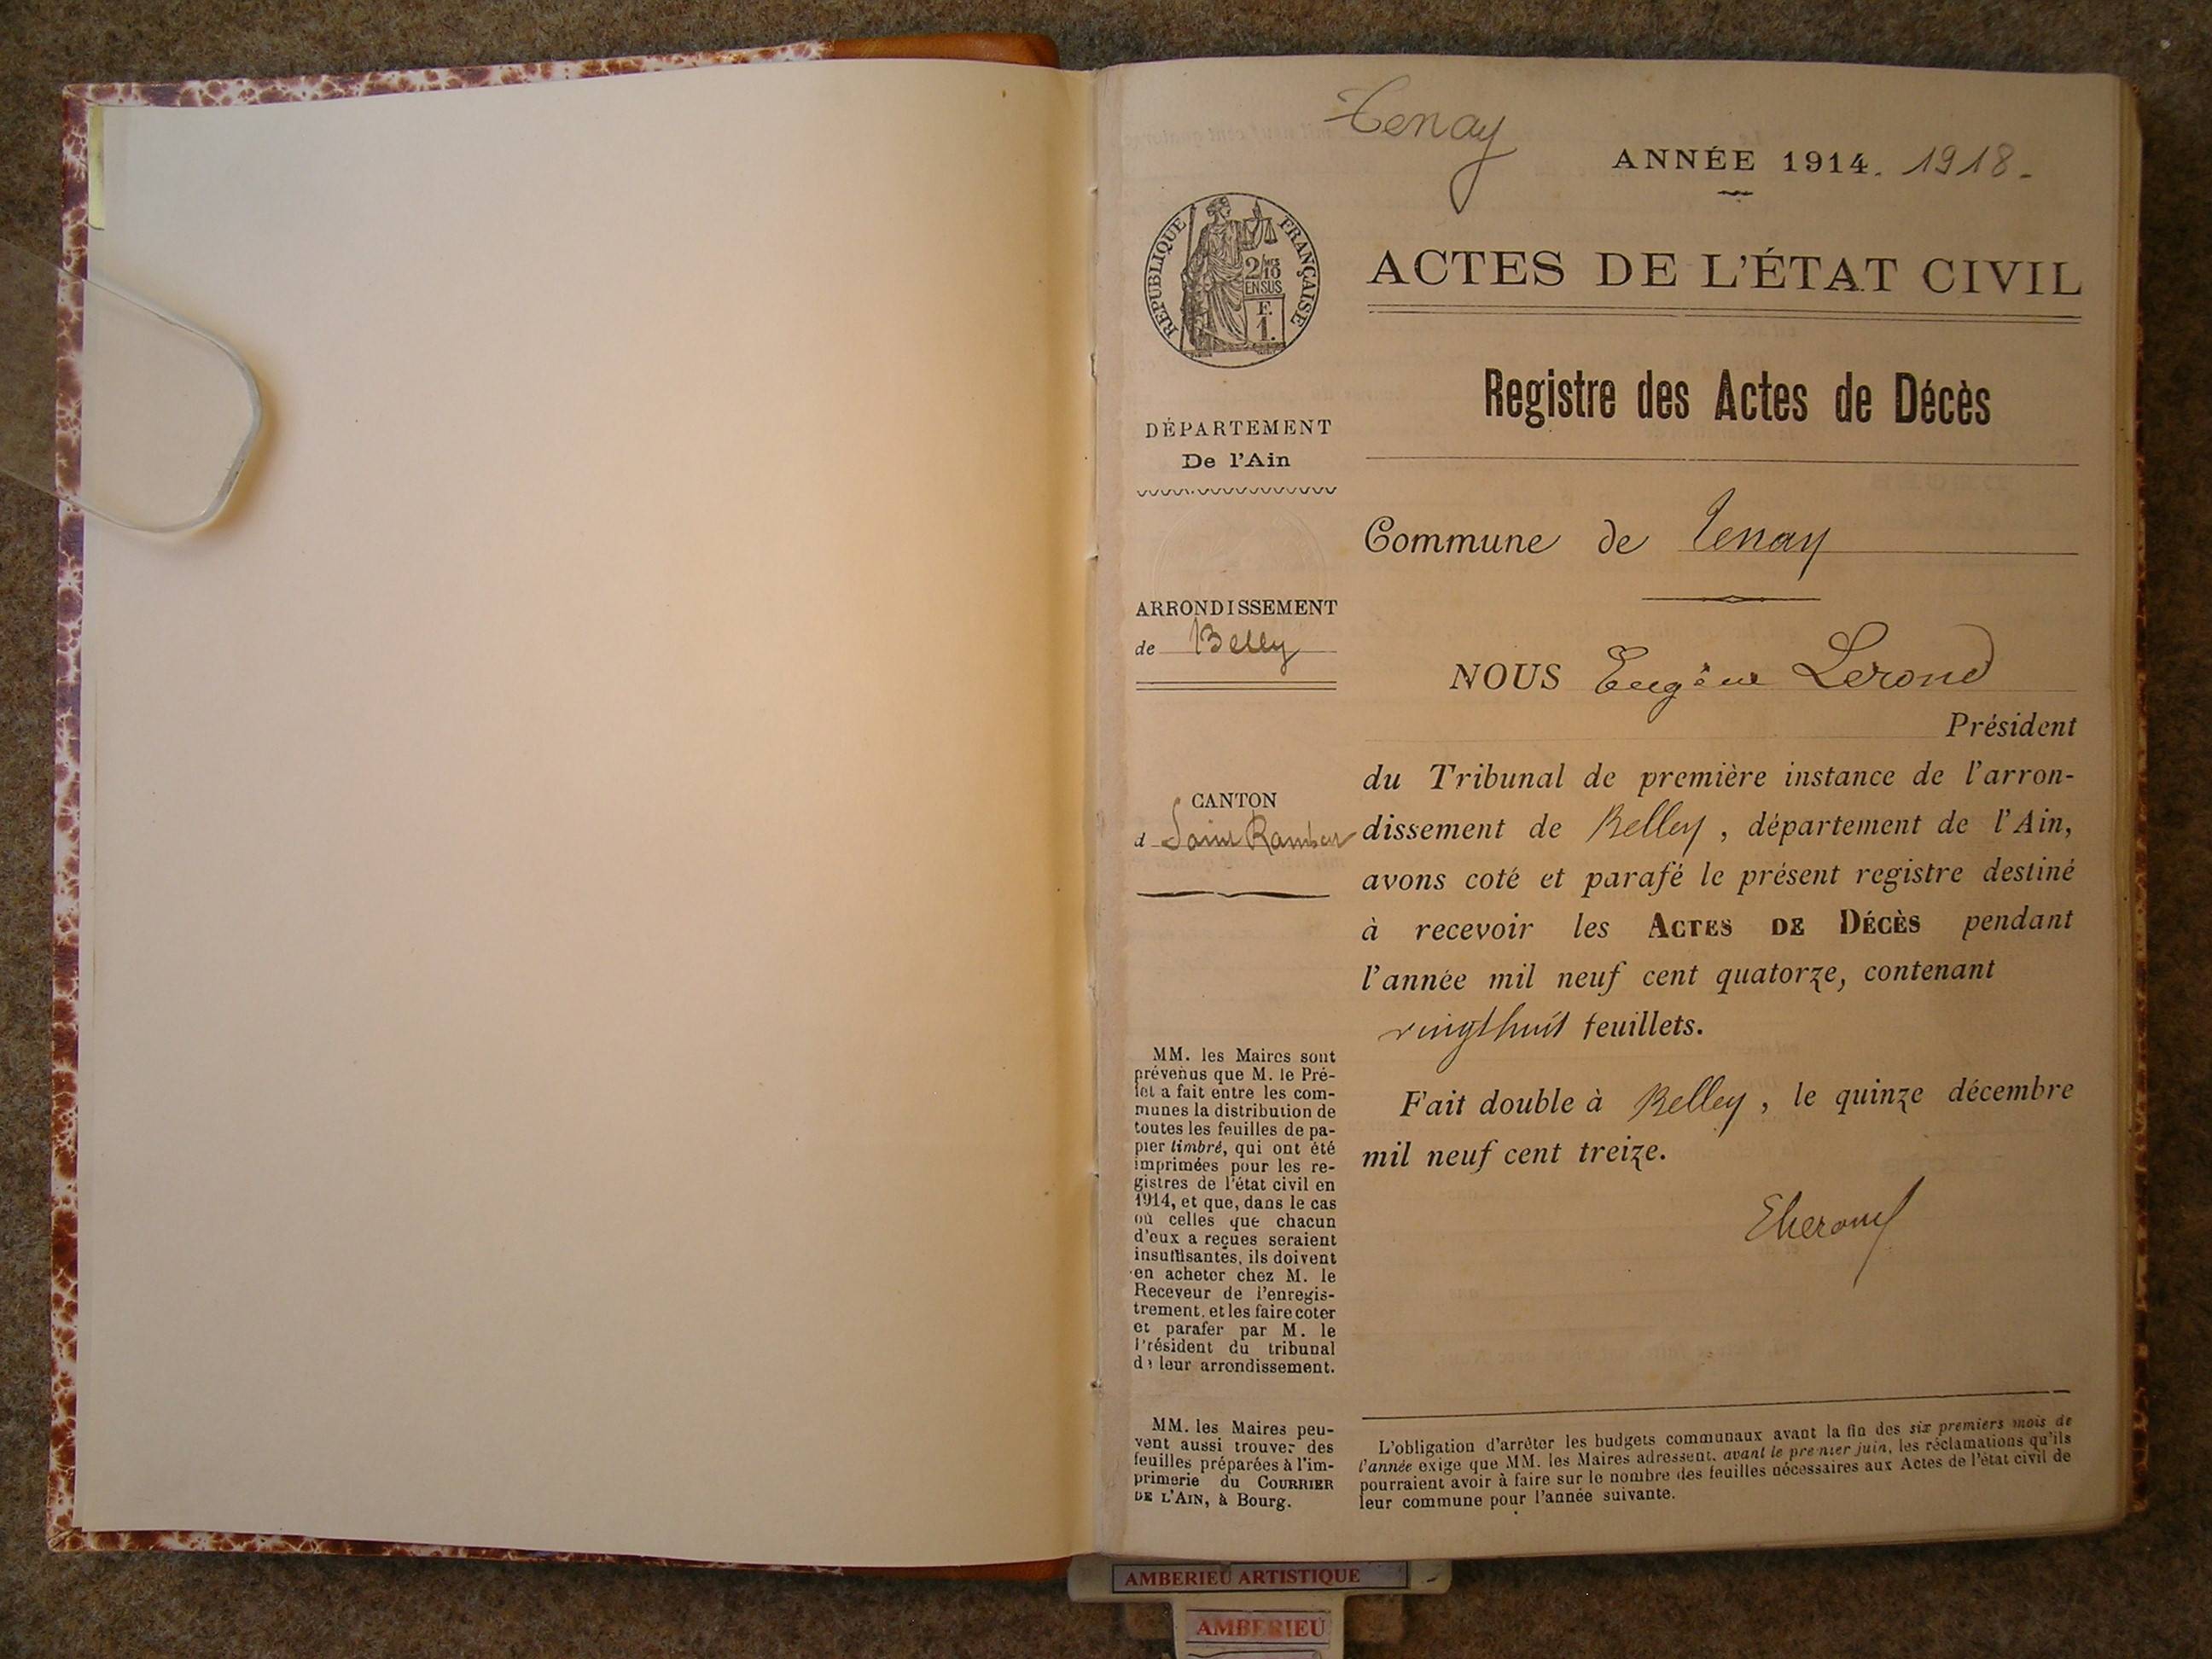 Tenay
ANNÉE 1914. 1918.
RÉPUBLIQUE FRANÇAISE
2/10
EN SUS
F.
1.
ACTES DE L'ÉTAT CIVIL
Registre des Actes de Décès
DÉPARTEMENT
De l'Ain
Commune de Tenay
ARRONDISSEMENT
de Belley
NOUS Eugène Lerond
Président
du Tribunal de première instance de l'arron-
dissement de Belley, département de l'Ain,
avons coté et parafé le présent registre destiné
à recevoir les ACTES DE DÉCÈS pendant
l'année mil neuf cent quatorze, contenant
vingt huit feuillets.
Fait double à Belley, le quinze décembre
mil neuf cent treize.
CANTON
d Saint Rambert
MM. les Maires sont
prévenus que M. le Pré-
fet a fait entre les com-
munes la distribution de
toutes les feuilles de pa-
pier timbré, qui ont été
imprimées pour les re-
gistres de l'état civil en
1914, et que, dans le cas
où celles que chacun
d'eux a reçues seraient
insuffisantes, ils doivent
en acheter chez M. le
Receveur de l'enregis-
trement, et les faire coter
et parafer par M. le
Président du tribunal
de leur arrondissement.
MM. les Maires peu-
vent aussi trouver des
feuilles préparées à l'im-
primerie du COURRIER
DE L'AIN, à Bourg.
L'obligation d'arrêter les budgets communaux avant la fin des six premiers mois de
l'année exige que MM. les Maires adressent, avant le premier juin, les réclamations qu'ils
pourraient avoir à faire sur le nombre des feuilles nécessaires aux Actes de l'état civil de
leur commune pour l'année suivante.
AMBERIEU ARTISTIQUE
AMBERIEU